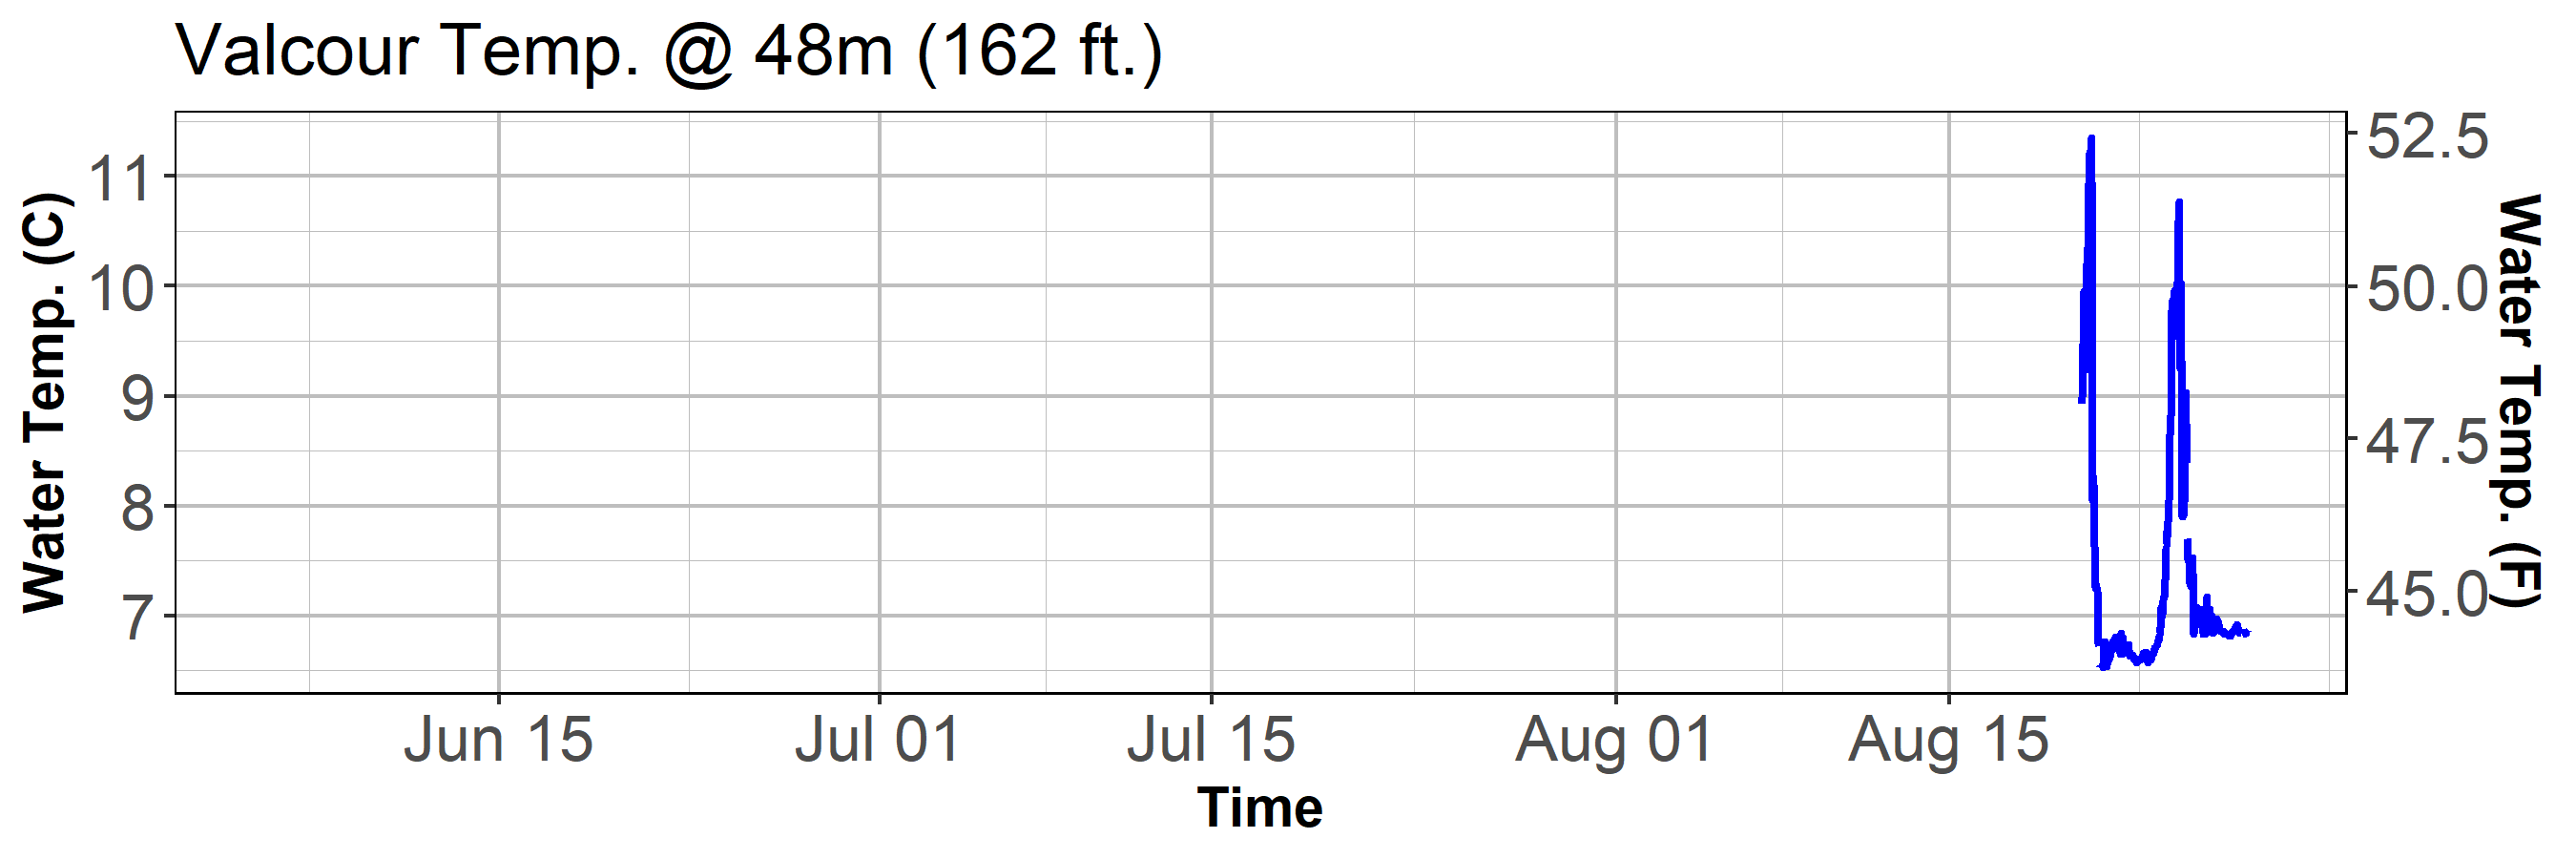 Valcour Temp. @ 48m (162 ft.)
Water Temp. (C)
11
10
9
8
7
52.5
50.0
47.5
45.0
Water Temp. (F)
Jun 15
Jul 01
Jul 15
Aug 01
Aug 15
Time